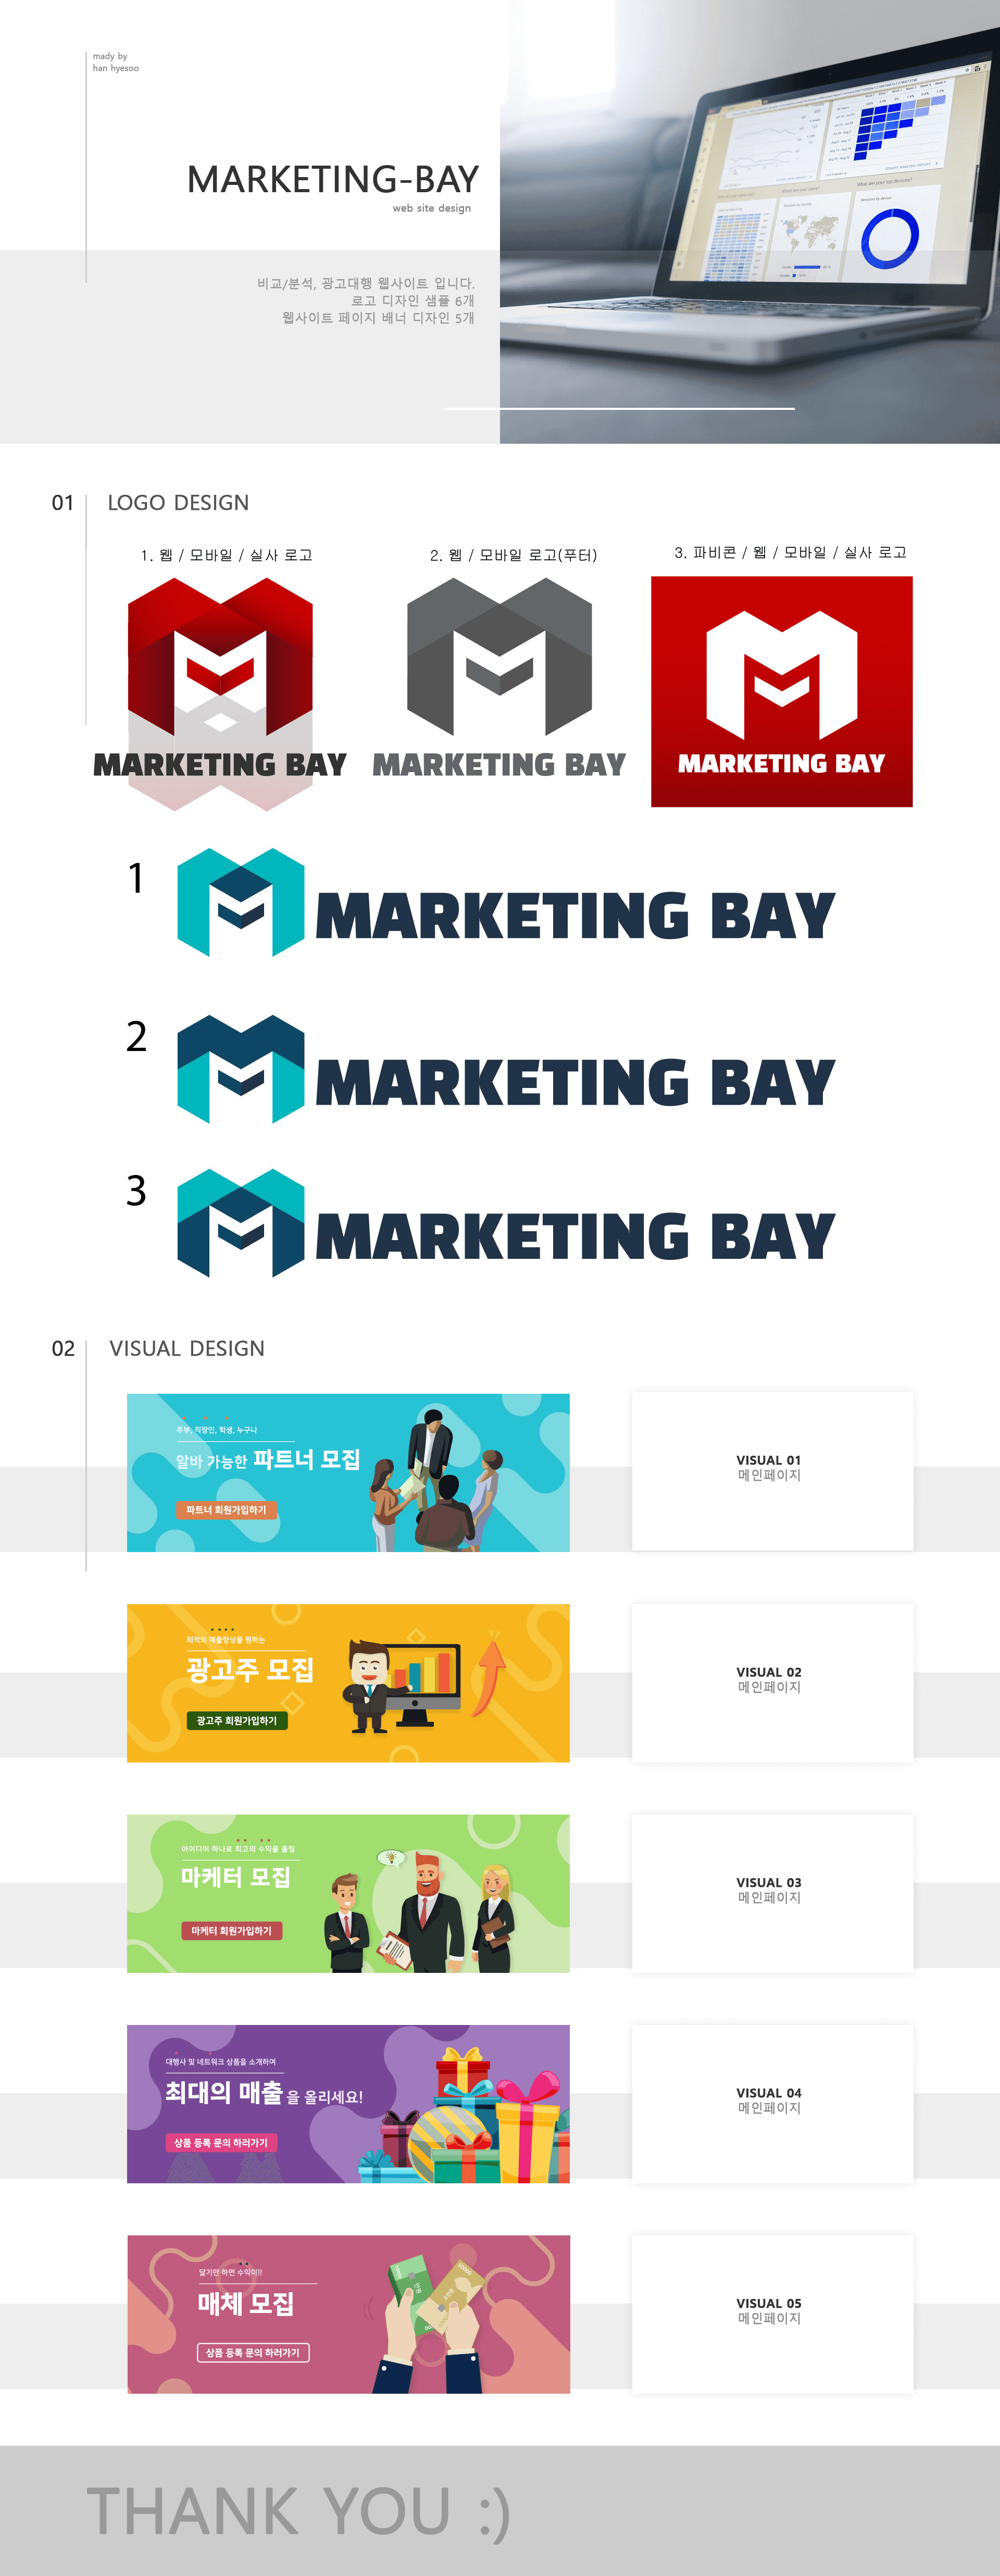 mady by
han hyesoo
MARKETING-BAY
web site design
비교/분석, 광고대행 웹사이트 입니다.
로고 디자인 샘플 6개
웹사이트 페이지 배너 디자인 5개
01 LOGO DESIGN
1. 웹 / 모바일 / 실사 로고
2. 웹 / 모바일 로고(푸터)
3. 파비콘 / 웹 / 모바일 / 실사 로고
MARKETING BAY
MARKETING BAY
MARKETING BAY
1
MARKETING BAY
2
MARKETING BAY
3
MARKETING BAY
02 VISUAL DESIGN
주부, 직장인, 학생, 누구나
알바 가능한 파트너 모집
파트너 회원가입하기
VISUAL 01
메인페이지
최적의 매출향상을 원하는
광고주 모집
광고주 회원가입하기
VISUAL 02
메인페이지
아이디어 하나로 최고의 수익을 올릴
마케터 모집
마케터 회원가입하기
VISUAL 03
메인페이지
대행사 및 네트워크 상품을 소개하여
최대의 매출을 올리세요!
상품 등록 문의 하러가기
VISUAL 04
메인페이지
달기만 하면 수익이!!
매체 모집
상품 등록 문의 하러가기
VISUAL 05
메인페이지
THANK YOU :)